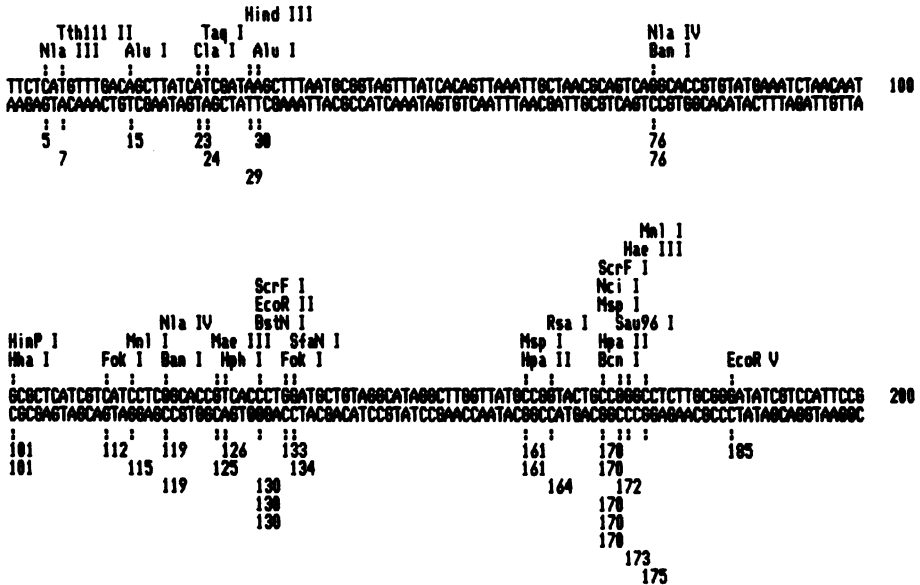 Hind III
Tth111 II Taq I
Nla III Alu I Cla I Alu I
Nla IV
Ban I
TTCTCATGTTTGACAGCTTATCATCGATAAGCTTTAATGCGGTAGTTTATCACAGTTAAATTGCTAACGCAGTCAGGCACCGTGTATGAAATCTAACAAT 100
AAGAGTACAAACTGTCGAATAGTAGCTATTCGAAATTACGCCATCAAATAGTGTCAATTTAACGATTGCGTCAGTCCGTGGCACATACTTTAGATTGTTA
5 15 23 30 76
7 24 76
29
Mnl I
Hae III
ScrF I ScrF I
EcoR II Nci I
Nla IV BstN I Rsa I Msp I Sau96 I
HinP I Mnl I Mae III SfaN I Msp I Hpa II
Hha I Fok I Ban I Hph I Fok I Hpa II Bcn I EcoR V
GCGCTCATCGTCATCCTCGGCACCGTCACCCTGGATGCTGTAGGCATAGGCTTGGTTATGCCGGTACTGCCGGGCCTCTTGCGGGATATCGTCCATTCCG 200
CGCGAGTAGCAGTAGGAGCCGTGGCAGTGGGACCTACGACATCCGTATCCGAACCAATACGGCCATGACGGCCCGGAGAACGCCCTATAGCAGGTAAGGC
101 112 119 126 133 161 170 185
101 115 125 134 161 170
119 130 164 172
130 170
130 170
170
173
175